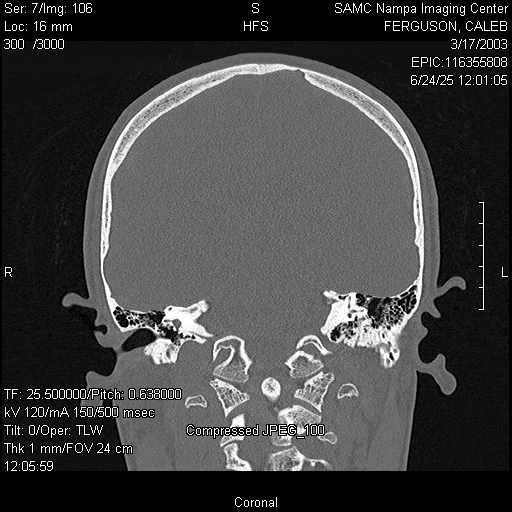 Ser: 7/Img: 106
S
SAMC Nampa Imaging Center
Loc: 16 mm
HFS
FERGUSON, CALEB
300 /3000
3/17/2003
EPIC:116355808
6/24/25 12:01:05
R
L
TF: 25.500000/Pitch: 0.638000
kV 120/mA 150/500 msec
Tilt: 0/Oper: TLW
Compressed JPEG_100
Thk 1 mm/FOV 24 cm
12:05:59
Coronal